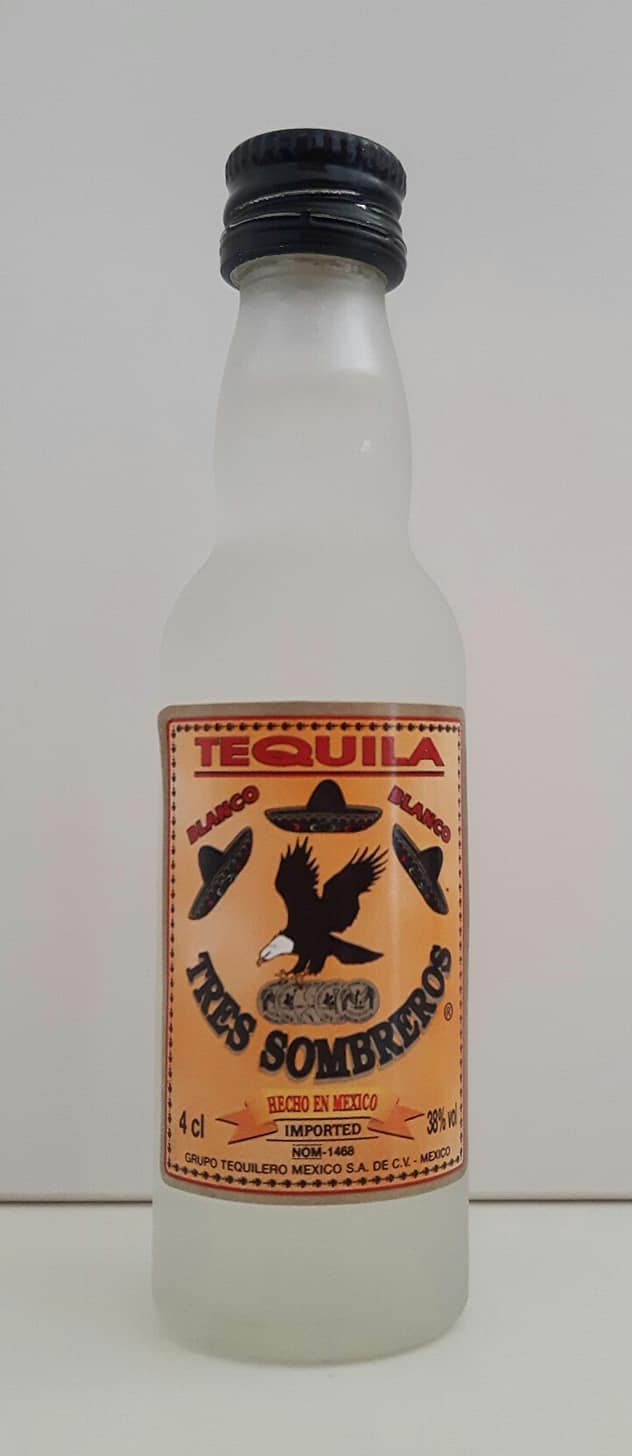 TEQUILA
BLANCO BLANCO
TRES SOMBREROS ®
HECHO EN MEXICO
4 cl IMPORTED 38% vol
NOM-1468
GRUPO TEQUILERO MEXICO S.A. DE C.V. - MEXICO